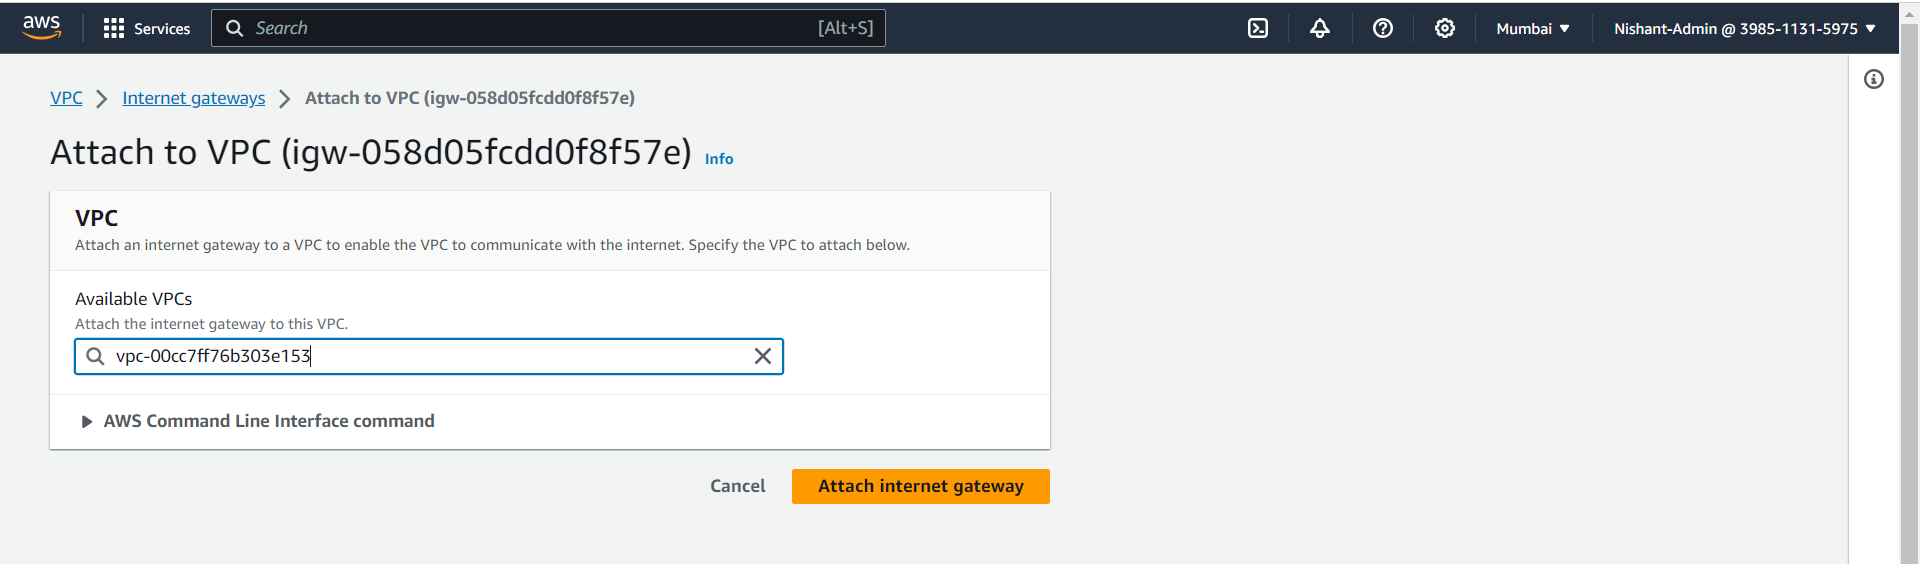 aws Services Search [Alt+S] Mumbai Nishant-Admin @ 3985-1131-5975
VPC Internet gateways Attach to VPC (igw-058d05fcdd0f8f57e)
Attach to VPC (igw-058d05fcdd0f8f57e) Info
VPC
Attach an internet gateway to a VPC to enable the VPC to communicate with the internet. Specify the VPC to attach below.
Available VPCs
Attach the internet gateway to this VPC.
vpc-00cc7ff76b303e153
AWS Command Line Interface command
Cancel Attach internet gateway